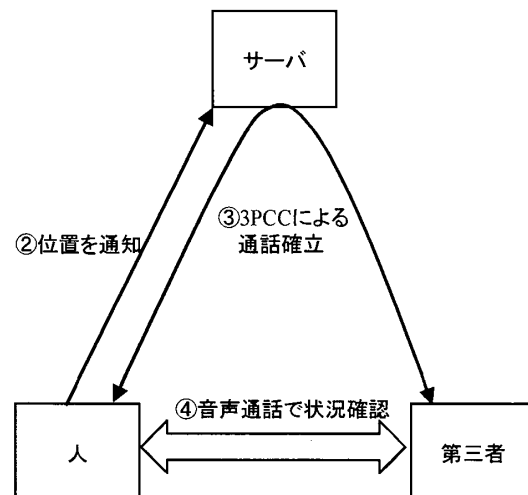 サーバ
②位置を通知
③3PCCによる
通話確立
④音声通話で状況確認
人
第三者